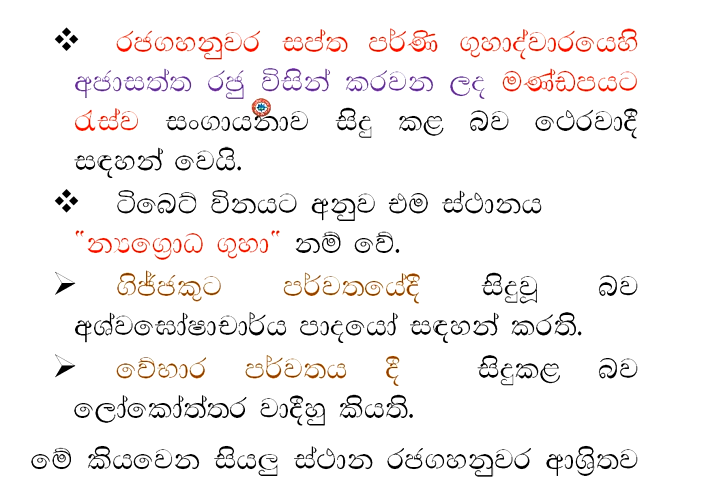 ❖ රජගහනුවර සප්ත පර්ණි ගුහාද්වාරයෙහි
අජාසත්ත රජු විසින් කරවන ලද මණ්ඩපයට
රැස්ව සංගායනාව සිදු කළ බව ථෙරවාදී
සඳහන් වෙයි.
❖ ටිබෙට් විනයට අනුව එම ස්ථානය
"න්‍යග්‍රොධ ගුහා" නම් වේ.
➢ ගිජ්ජකුට පර්වතයේදී සිදුවූ බව
අශ්වඝෝෂාචාර්ය පාදයෝ සඳහන් කරති.
➢ වේහාර පර්වතය දී සිදුකළ බව
ලෝකෝත්තර වාදීහු කියති.
මේ කියවෙන සියලු ස්ථාන රජගහනුවර ආශ්‍රිතව